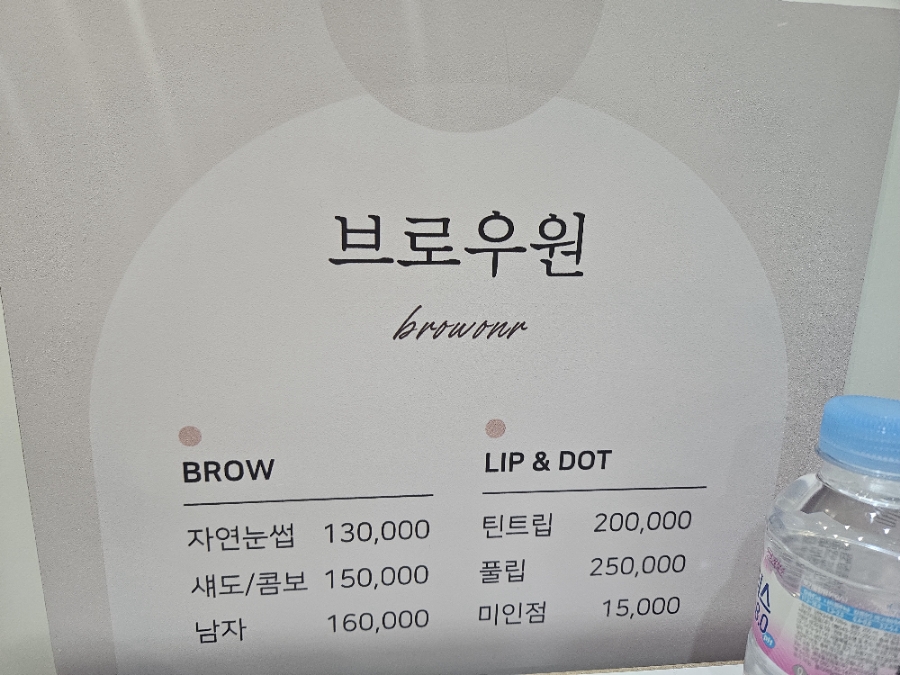 브로우원
browonr
BROW
자연눈썹 130,000
섀도/콤보 150,000
남자 160,000
LIP & DOT
틴트립 200,000
풀립 250,000
미인점 15,000